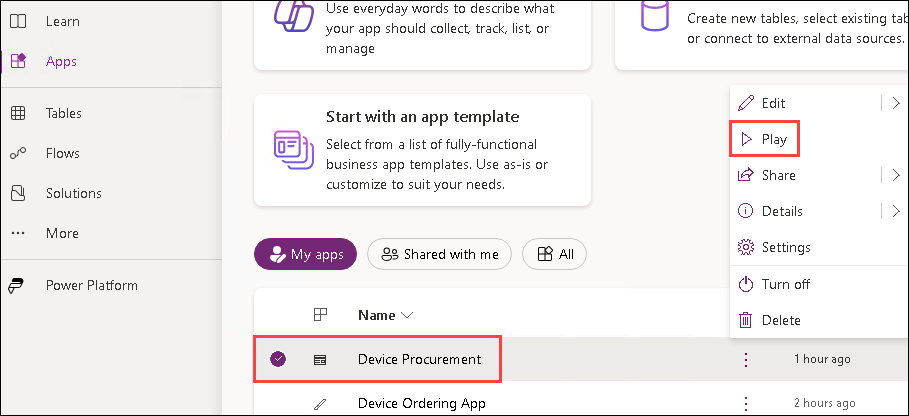 Learn
Apps
Tables
Flows
Solutions
More
Power Platform
Use everyday words to describe what
your app should collect, track, list, or
manage
Create new tables, select existing tab
or connect to external data sources.
Start with an app template
Select from a list of fully-functional
business app templates. Use as-is or
customize to suit your needs.
My apps
Shared with me
All
Name
Device Procurement
1 hour ago
Device Ordering App
2 hours ago
Edit
Play
Share
Details
Settings
Turn off
Delete